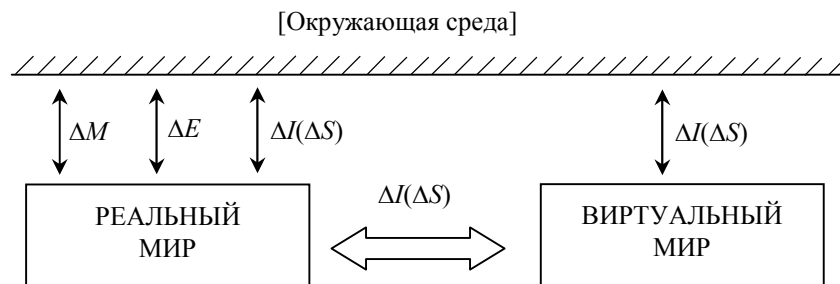 [Окружающая среда]
ΔM
ΔE
ΔI(ΔS)
ΔI(ΔS)
ΔI(ΔS)
РЕАЛЬНЫЙ
МИР
ВИРТУАЛЬНЫЙ
МИР